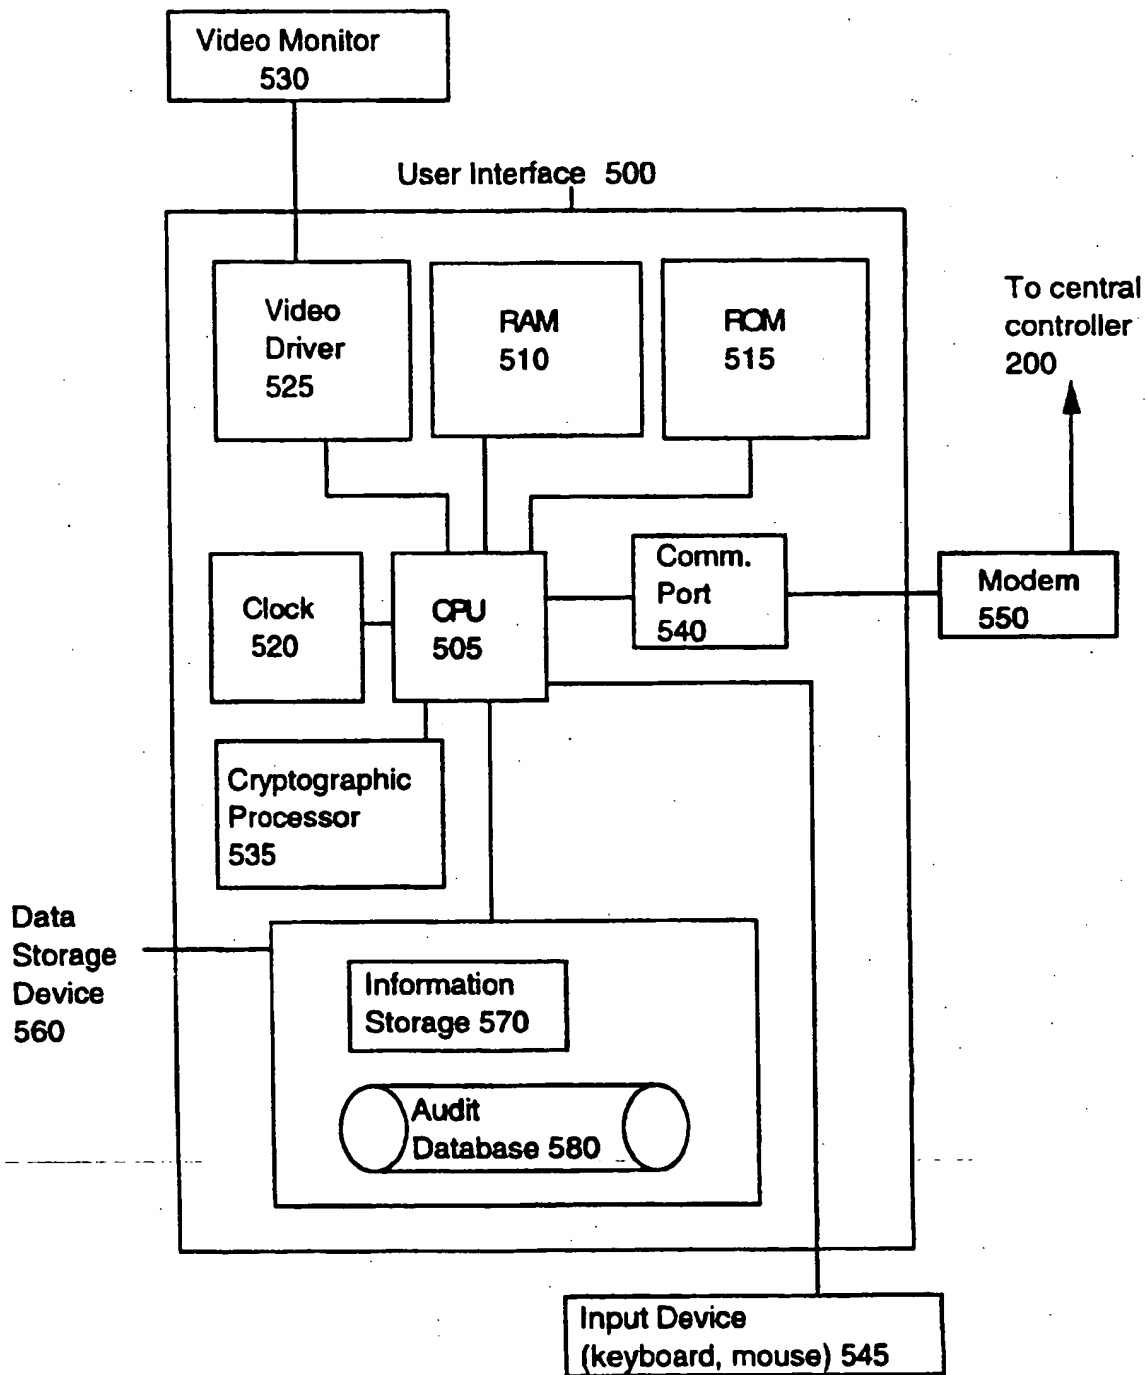 Video Monitor
530
User Interface 500
Video
Driver
525
RAM
510
ROM
515
To central
controller
200
Clock
520
CPU
505
Comm.
Port
540
Modem
550
Cryptographic
Processor
535
Data
Storage
Device
560
Information
Storage 570
Audit
Database 580
Input Device
(keyboard, mouse) 545